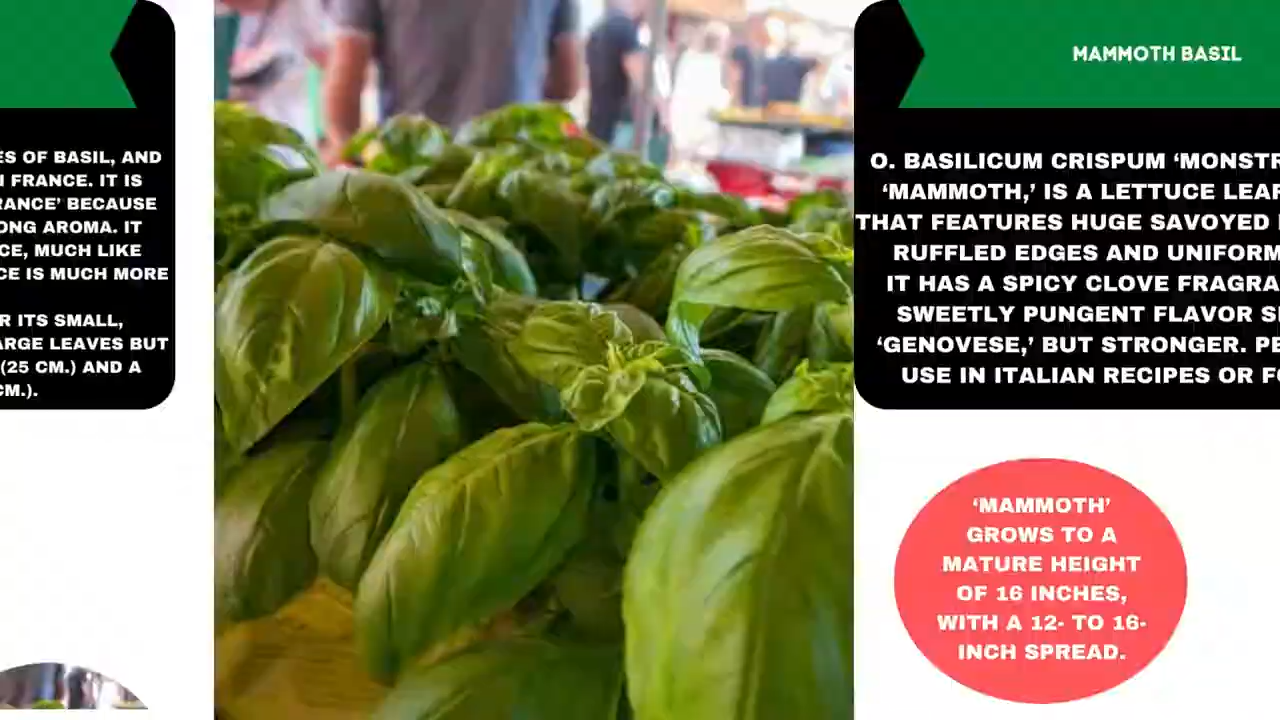 ES OF BASIL, AND
FRANCE. IT IS
RANCE' BECAUSE
ONG AROMA. IT
CE, MUCH LIKE
CE IS MUCH MORE
R ITS SMALL,
ARGE LEAVES BUT
(25 CM.) AND A
CM.).
MAMMOTH BASIL
O. BASILICUM CRISPUM ‘MONSTR
‘MAMMOTH,’ IS A LETTUCE LEAF
THAT FEATURES HUGE SAVOYED
RUFFLED EDGES AND UNIFORM
IT HAS A SPICY CLOVE FRAGRA
SWEETLY PUNGENT FLAVOR SI
‘GENOVESE,’ BUT STRONGER. PE
USE IN ITALIAN RECIPES OR FO
‘MAMMOTH’
GROWS TO A
MATURE HEIGHT
OF 16 INCHES,
WITH A 12- TO 16-
INCH SPREAD.